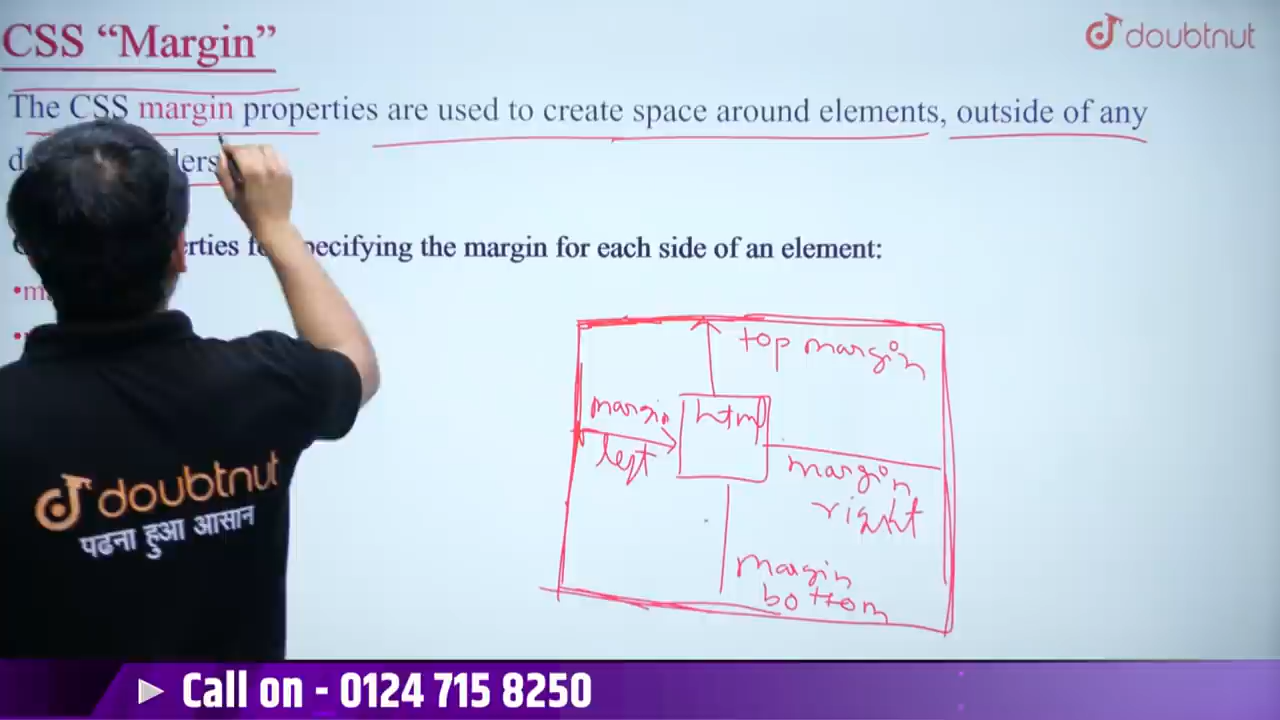 CSS “Margin”
doubtnut
The CSS margin properties are used to create space around elements, outside of any
ders
rties specifying the margin for each side of an element:
top margin
margin
left
html
margin
right
margin
bottom
doubtnut
पढना हुआ आसान
Call on - 0124 715 8250